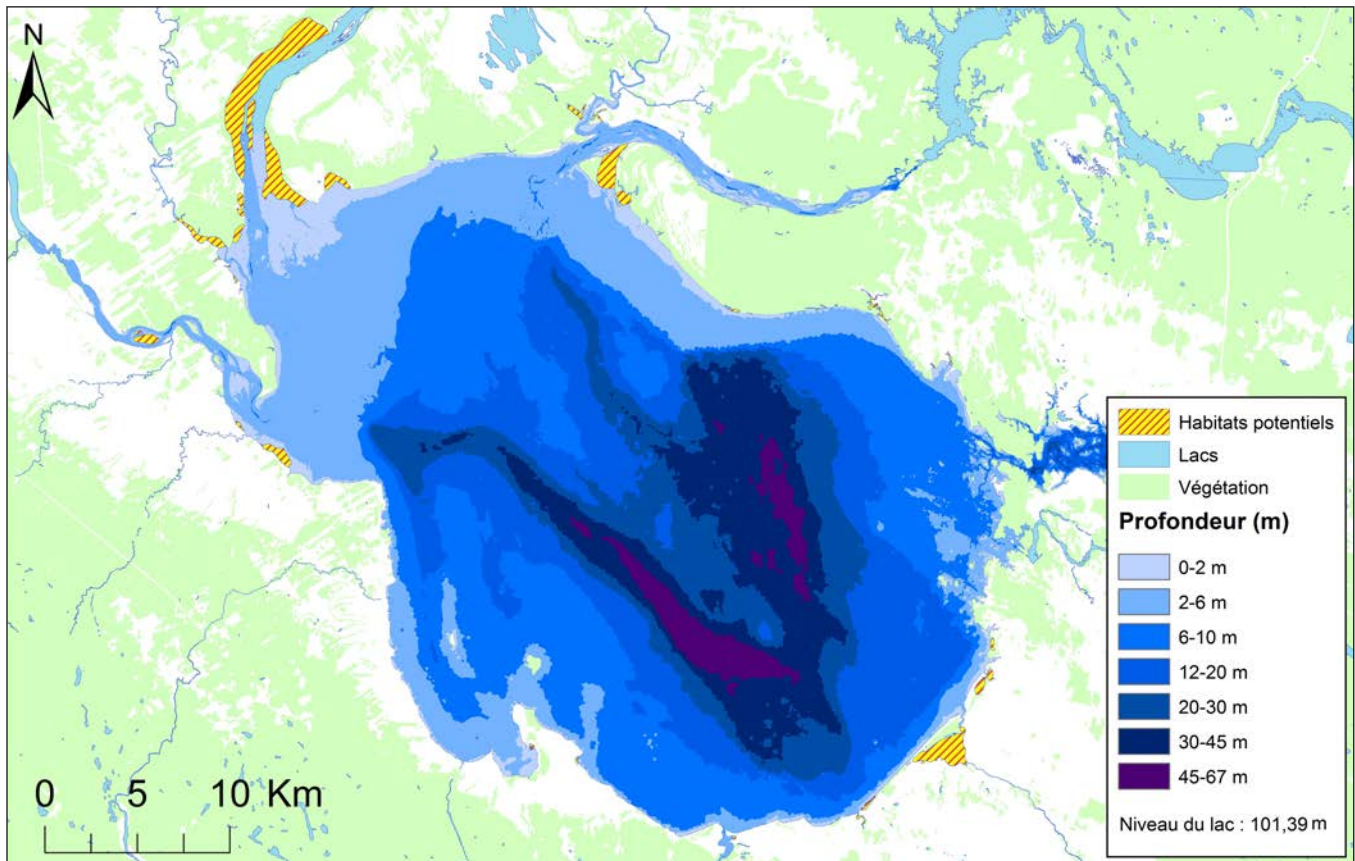 N
0 5 10 Km
Habitats potentiels
Lacs
Végétation
Profondeur (m)
0-2 m
2-6 m
6-10 m
12-20 m
20-30 m
30-45 m
45-67 m
Niveau du lac : 101,39 m